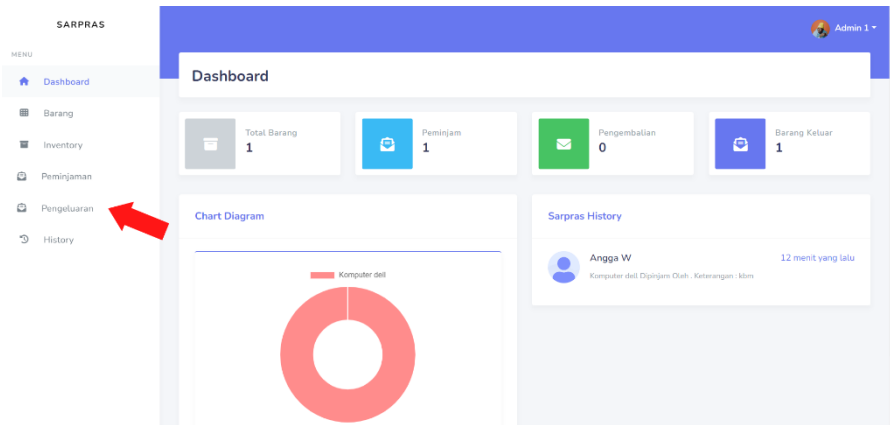 SARPRAS
Admin 1
MENU
Dashboard
Barang
Inventory
Peminjaman
Pengeluaran
History
Dashboard
Total Barang
1
Peminjam
1
Pengembalian
0
Barang Keluar
1
Chart Diagram
Komputer dell
Sarpras History
Angga W
12 menit yang lalu
Komputer dell Dipinjam Oleh . Keterangan : kbm